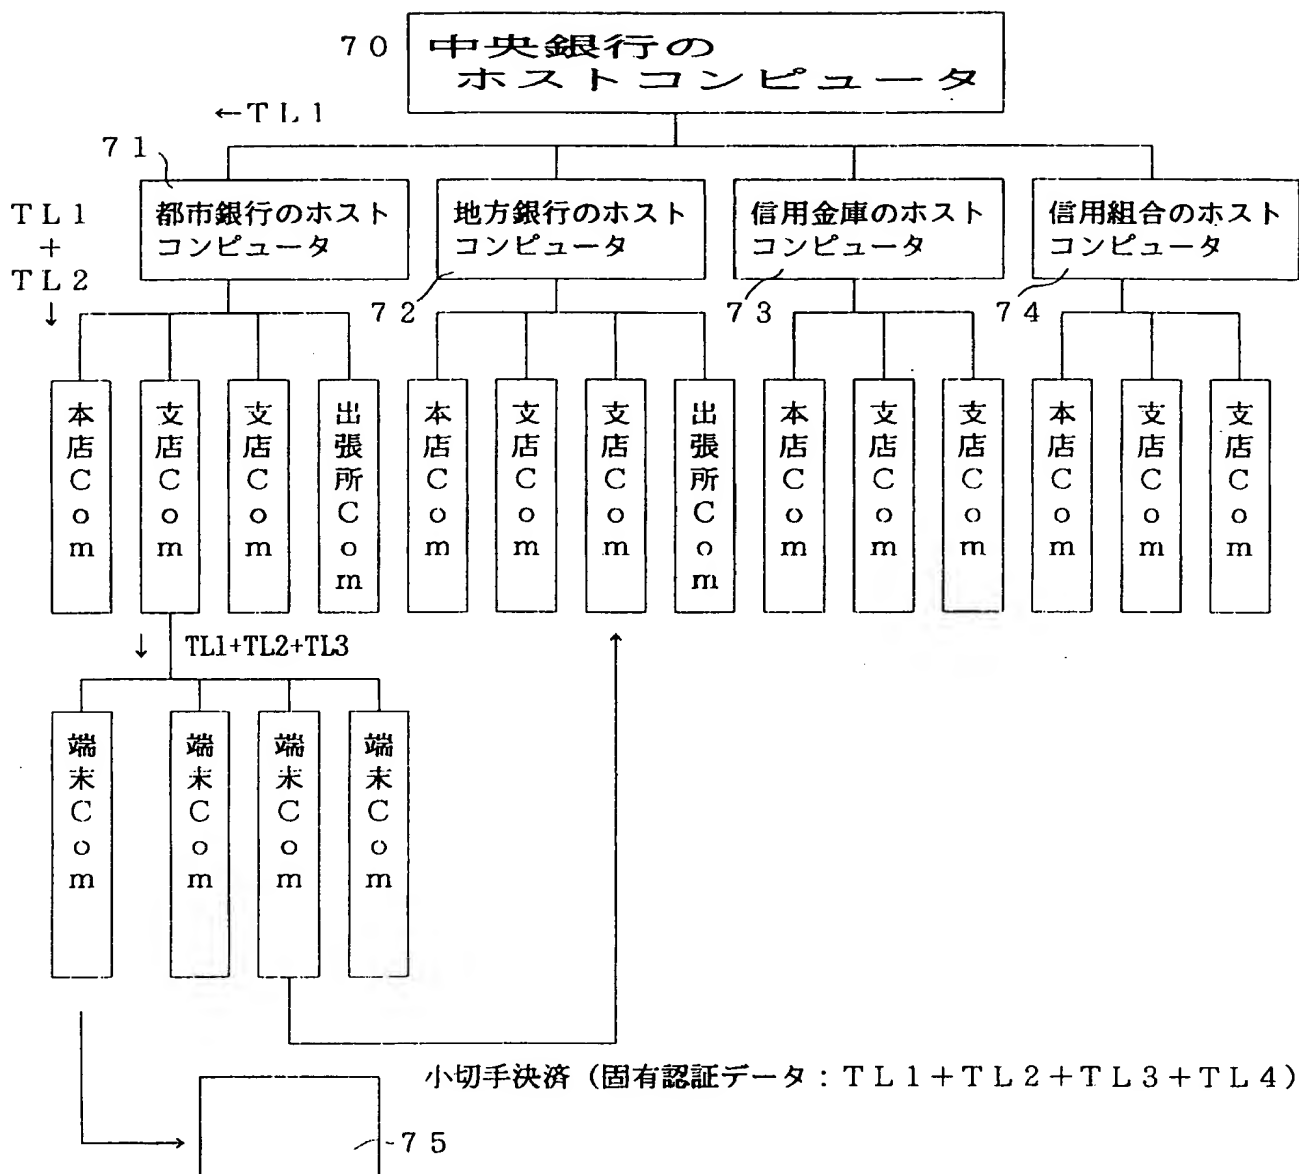 70
中央銀行の
ホストコンピュータ
←TL1
71
TL1
+
TL2
↓
都市銀行のホスト
コンピュータ
地方銀行のホスト
コンピュータ
信用金庫のホスト
コンピュータ
信用組合のホスト
コンピュータ
72
73
74
本店Com
支店Com
支店Com
出張所Com
本店Com
支店Com
支店Com
出張所Com
本店Com
支店Com
支店Com
本店Com
支店Com
支店Com
↓ TL1+TL2+TL3
端末Com
端末Com
端末Com
端末Com
小切手決済（固有認証データ：TL1+TL2+TL3+TL4）
75